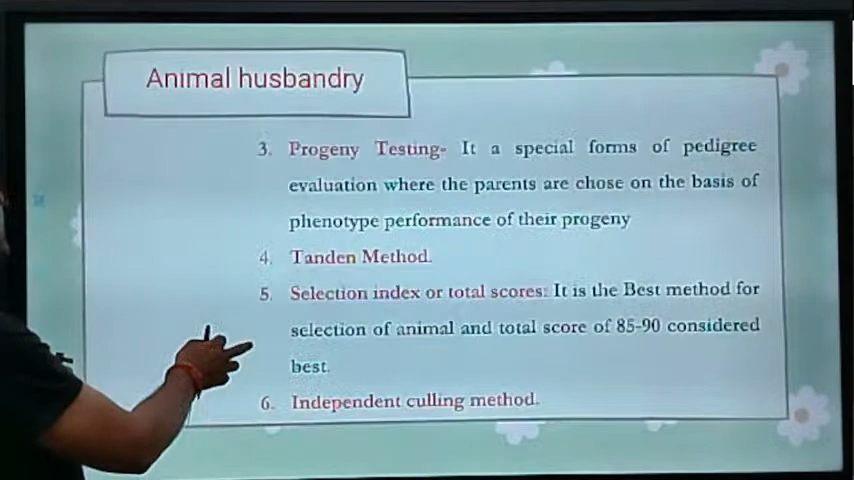 Animal husbandry
3. Progeny Testing- It a special forms of pedigree
evaluation where the parents are chose on the basis of
phenotype performance of their progeny
4. Tanden Method.
5. Selection index or total scores: It is the Best method for
selection of animal and total score of 85-90 considered
best.
6. Independent culling method.